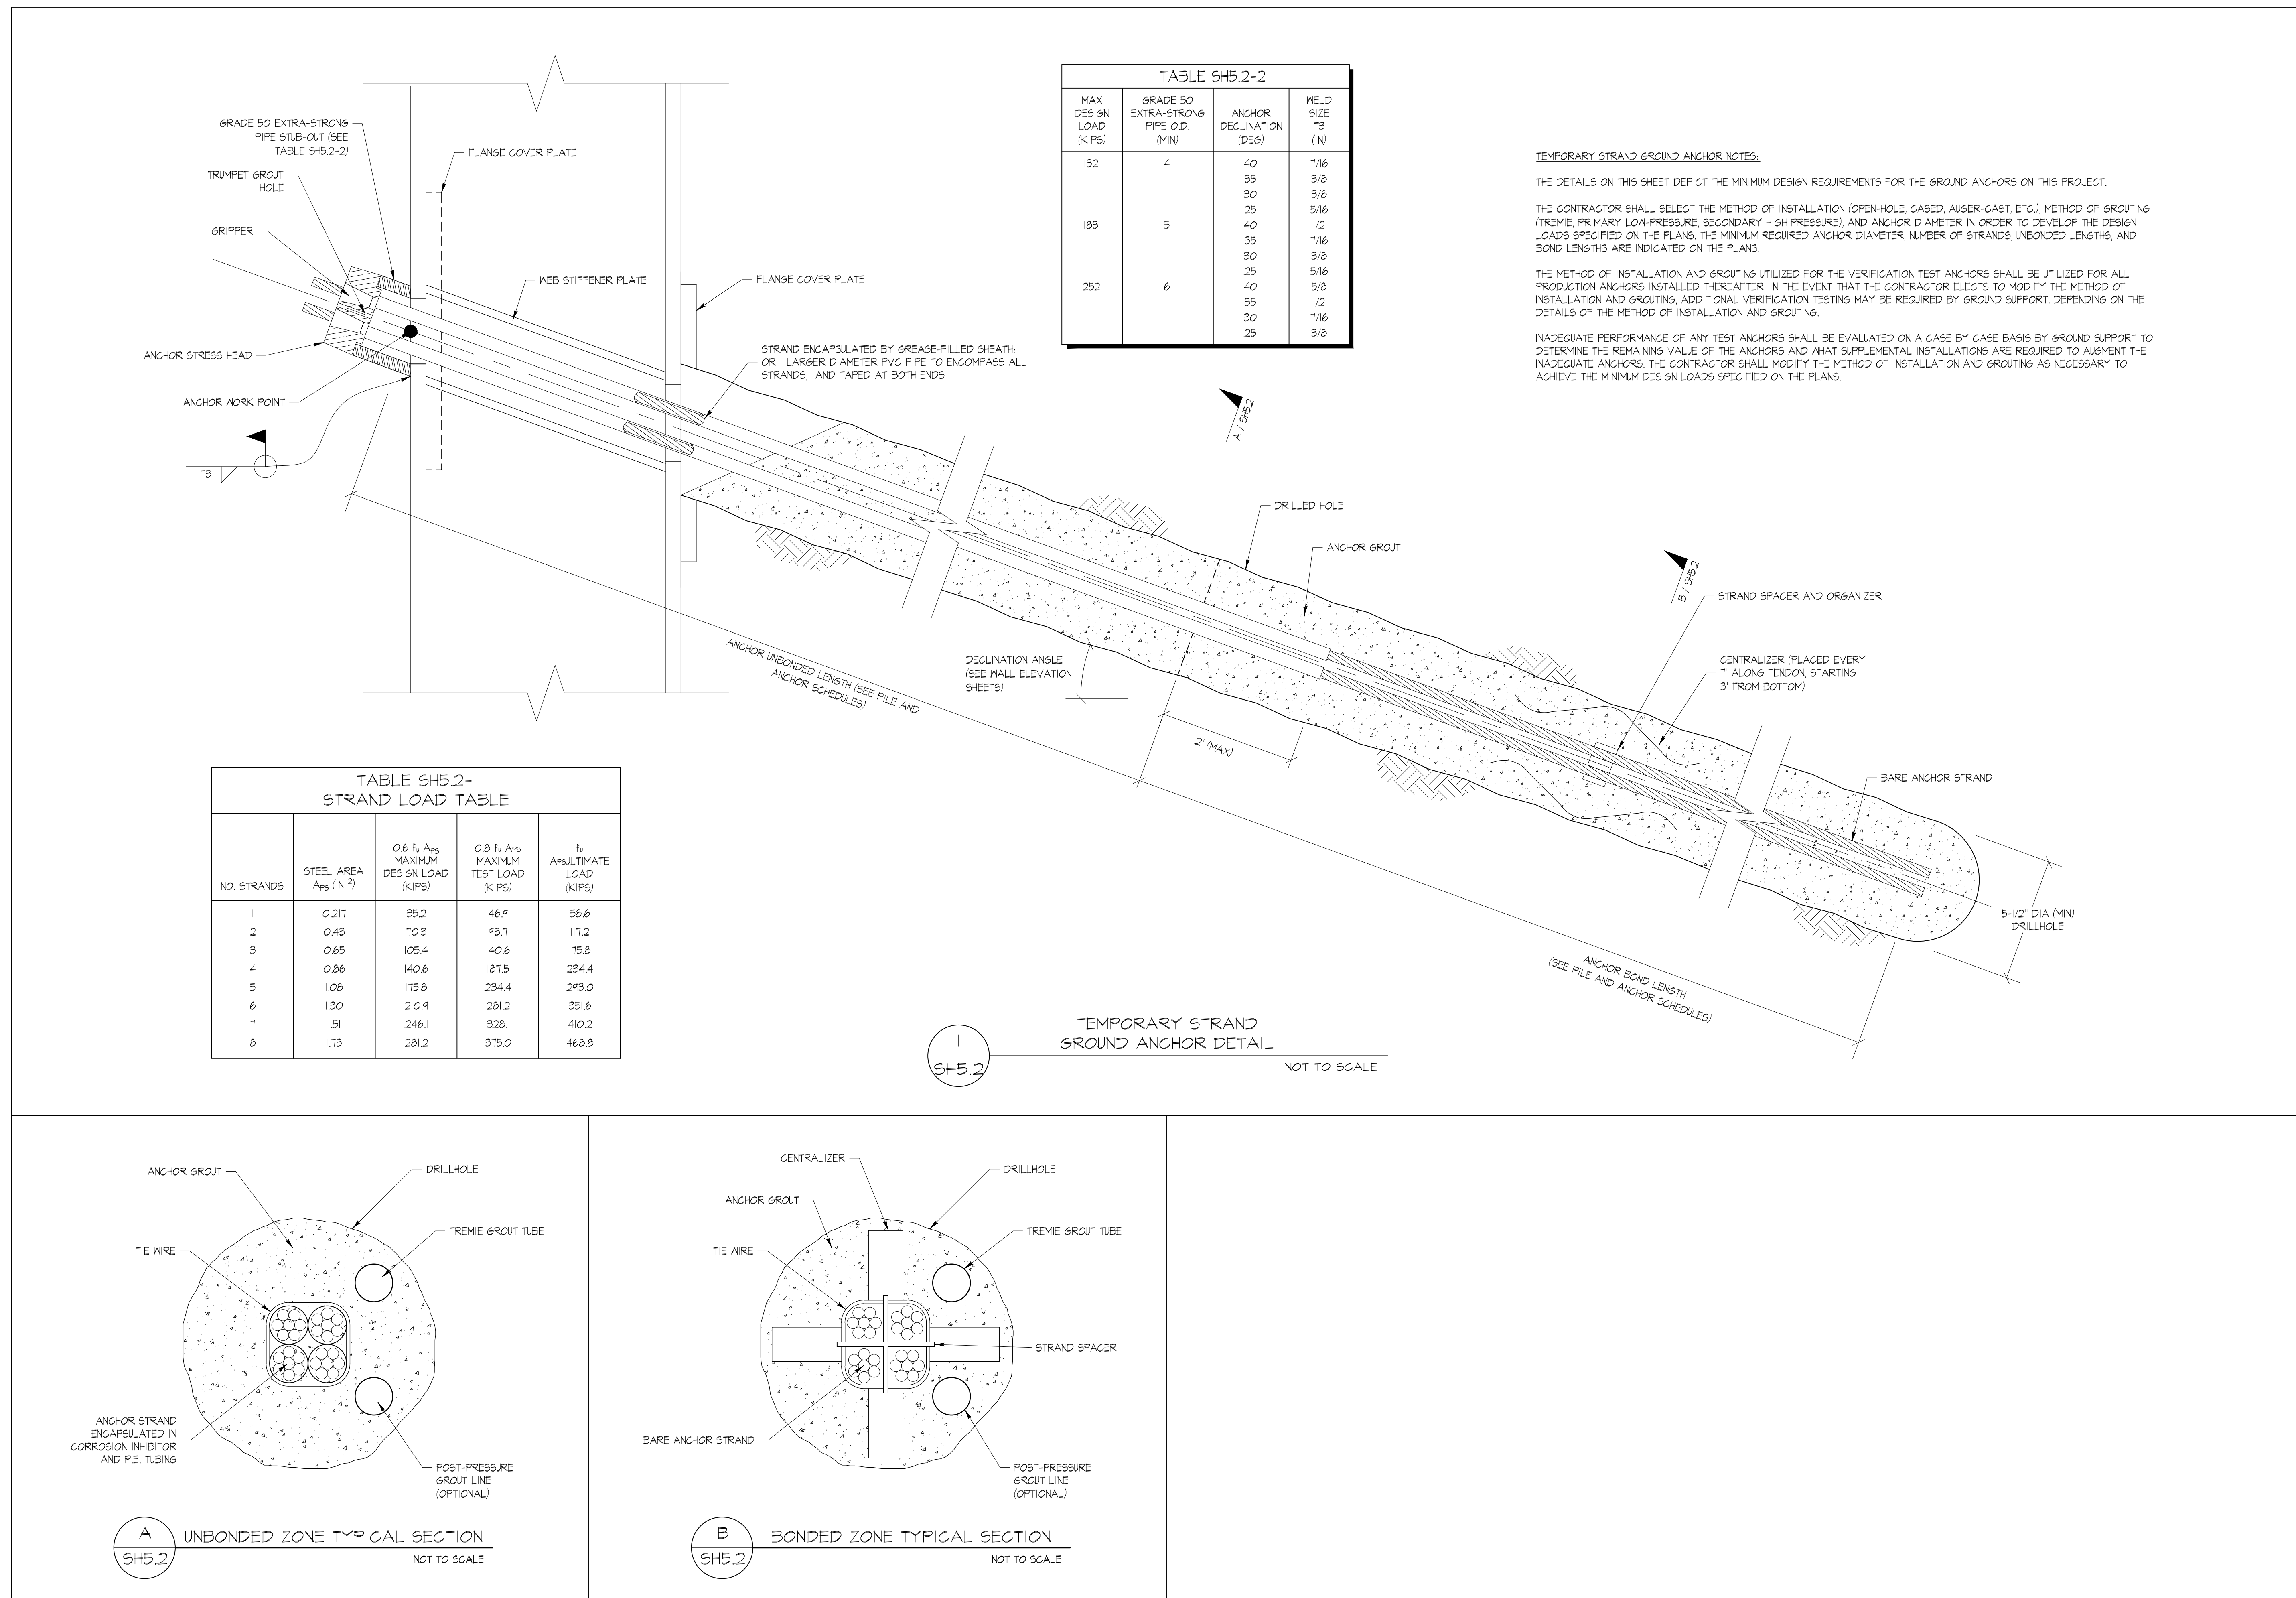 GRADE 50 EXTRA-STRONG
PIPE STUB-OUT (SEE
TABLE SH5.2-2)
TRUMPET GROUT
HOLE
GRIPPER
ANCHOR STRESS HEAD
ANCHOR WORK POINT
T3
FLANGE COVER PLATE
WEB STIFFENER PLATE
FLANGE COVER PLATE
STRAND ENCAPSULATED BY GREASE-FILLED SHEATH;
OR 1 LARGER DIAMETER PVC PIPE TO ENCOMPASS ALL
STRANDS, AND TAPED AT BOTH ENDS
TABLE SH5.2-2
MAX DESIGN LOAD (KIPS) GRADE 50 EXTRA-STRONG PIPE O.D. (MIN) ANCHOR DECLINATION (DEG) WELD SIZE T3 (IN)
132 4 40 7/16
35 3/8
30 3/8
25 5/16
183 5 40 1/2
35 7/16
30 3/8
25 5/16
252 6 40 5/8
35 1/2
30 7/16
25 3/8
TEMPORARY STRAND GROUND ANCHOR NOTES:
THE DETAILS ON THIS SHEET DEPICT THE MINIMUM DESIGN REQUIREMENTS FOR THE GROUND ANCHORS ON THIS PROJECT.
THE CONTRACTOR SHALL SELECT THE METHOD OF INSTALLATION (OPEN-HOLE, CASED, AUGER-CAST, ETC.), METHOD OF GROUTING
(TREMIE, PRIMARY LOW-PRESSURE, SECONDARY HIGH PRESSURE), AND ANCHOR DIAMETER IN ORDER TO DEVELOP THE DESIGN
LOADS SPECIFIED ON THE PLANS. THE MINIMUM REQUIRED ANCHOR DIAMETER, NUMBER OF STRANDS, UNBONDED LENGTHS, AND
BOND LENGTHS ARE INDICATED ON THE PLANS.
THE METHOD OF INSTALLATION AND GROUTING UTILIZED FOR THE VERIFICATION TEST ANCHORS SHALL BE UTILIZED FOR ALL
PRODUCTION ANCHORS INSTALLED THEREAFTER. IN THE EVENT THAT THE CONTRACTOR ELECTS TO MODIFY THE METHOD OF
INSTALLATION AND GROUTING, ADDITIONAL VERIFICATION TESTING MAY BE REQUIRED BY GROUND SUPPORT, DEPENDING ON THE
DETAILS OF THE METHOD OF INSTALLATION AND GROUTING.
INADEQUATE PERFORMANCE OF ANY TEST ANCHORS SHALL BE EVALUATED ON A CASE BY CASE BASIS BY GROUND SUPPORT TO
DETERMINE THE REMAINING VALUE OF THE ANCHORS AND WHAT SUPPLEMENTAL INSTALLATIONS ARE REQUIRED TO AUGMENT THE
INADEQUATE ANCHORS. THE CONTRACTOR SHALL MODIFY THE METHOD OF INSTALLATION AND GROUTING AS NECESSARY TO
ACHIEVE THE MINIMUM DESIGN LOADS SPECIFIED ON THE PLANS.
A / SH5.2
DRILLED HOLE
ANCHOR GROUT
B / SH5.2
STRAND SPACER AND ORGANIZER
CENTRALIZER (PLACED EVERY
7' ALONG TENDON, STARTING
3' FROM BOTTOM)
BARE ANCHOR STRAND
ANCHOR UNBONDED LENGTH (SEE PILE AND
ANCHOR SCHEDULES)
DECLINATION ANGLE
(SEE WALL ELEVATION
SHEETS)
2' (MAX)
5-1/2" DIA (MIN)
DRILLHOLE
ANCHOR BOND LENGTH
(SEE PILE AND ANCHOR SCHEDULES)
TABLE SH5.2-1
STRAND LOAD TABLE
NO. STRANDS STEEL AREA APS (IN 2) 0.6 fu APS MAXIMUM DESIGN LOAD (KIPS) 0.8 fu APS MAXIMUM TEST LOAD (KIPS) fu APSULTIMATE LOAD (KIPS)
1 0.217 35.2 46.9 58.6
2 0.43 70.3 93.7 117.2
3 0.65 105.4 140.6 175.8
4 0.86 140.6 187.5 234.4
5 1.08 175.8 234.4 293.0
6 1.30 210.9 281.2 351.6
7 1.51 246.1 328.1 410.2
8 1.73 281.2 375.0 468.8
1
SH5.2
TEMPORARY STRAND
GROUND ANCHOR DETAIL
NOT TO SCALE
ANCHOR GROUT
DRILLHOLE
TREMIE GROUT TUBE
TIE WIRE
ANCHOR STRAND
ENCAPSULATED IN
CORROSION INHIBITOR
AND P.E. TUBING
POST-PRESSURE
GROUT LINE
(OPTIONAL)
A
SH5.2
UNBONDED ZONE TYPICAL SECTION
NOT TO SCALE
CENTRALIZER
DRILLHOLE
ANCHOR GROUT
TREMIE GROUT TUBE
TIE WIRE
STRAND SPACER
BARE ANCHOR STRAND
POST-PRESSURE
GROUT LINE
(OPTIONAL)
B
SH5.2
BONDED ZONE TYPICAL SECTION
NOT TO SCALE